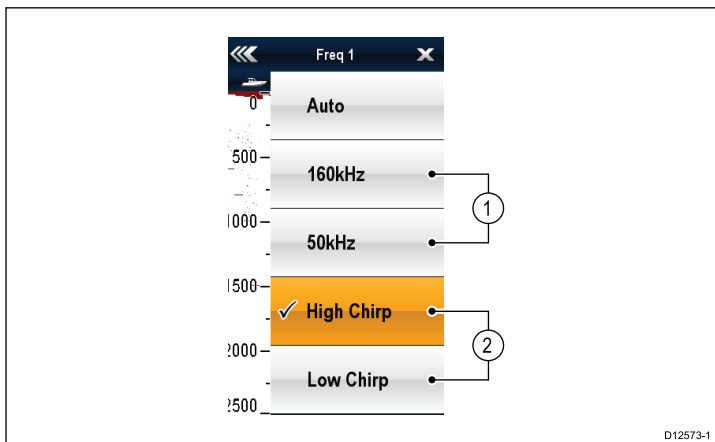 Freq 1
0
Auto
500
160kHz
1
1000
50kHz
1500
High Chirp
2
2000
Low Chirp
2500
D12573-1